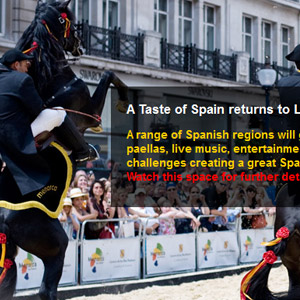 A Taste of Spain returns to L
A range of Spanish regions will
paellas, live music, entertainme
challenges creating a great Spa
Watch this space for further det
menorca